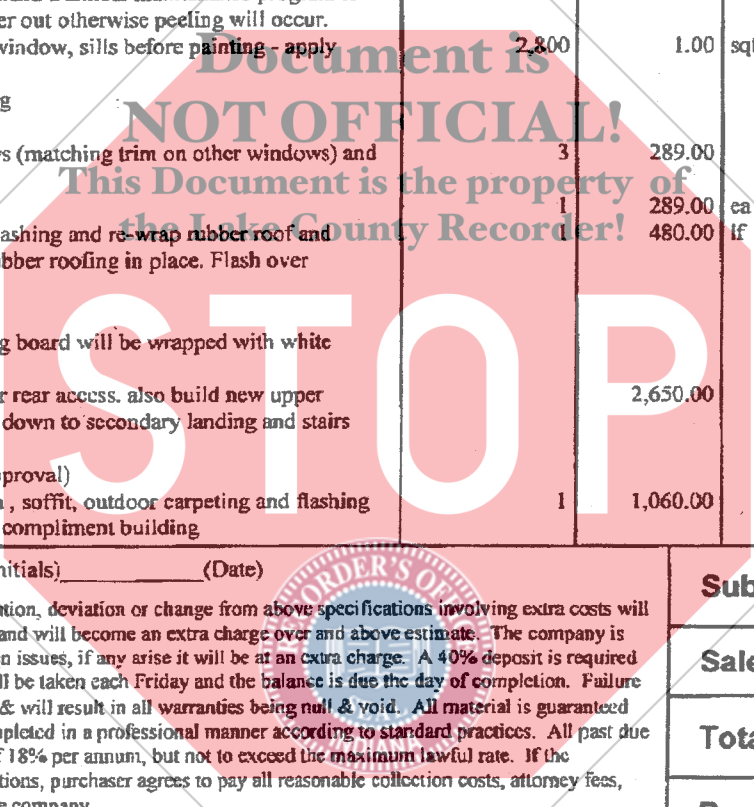 er out otherwise peeling will occur.
window, sills before painting - apply 2,800 1.00 sqf
g
s (matching trim on other windows) and 3 289.00
1 289.00 ea
ashing and re-wrap rubber roof and 1 480.00 lf
bber roofing in place. Flash over
g board will be wrapped with white
r rear access. also build new upper 2,650.00
down to secondary landing and stairs
proval)
, soffit, outdoor carpeting and flashing 1 1,060.00
compliment building
nitials) (Date)
Sub
tion, deviation or change from above specifications involving extra costs will
and will become an extra charge over and above estimate. The company is
n issues, if any arise it will be at an extra charge. A 40% deposit is required
Sale
ll be taken each Friday and the balance is due the day of completion. Failure
& will result in all warranties being null & void. All material is guaranteed
mpleted in a professional manner according to standard practices. All past due
Tota
f 18% per annum, but not to exceed the maximum lawful rate. If the
tions, purchaser agrees to pay all reasonable collection costs, attorney fees,
company
Document is
NOT OFFICIAL!
This Document is the property of
the Lake County Recorder!
STOP
RECORDER'S OFFICE
INDIANA